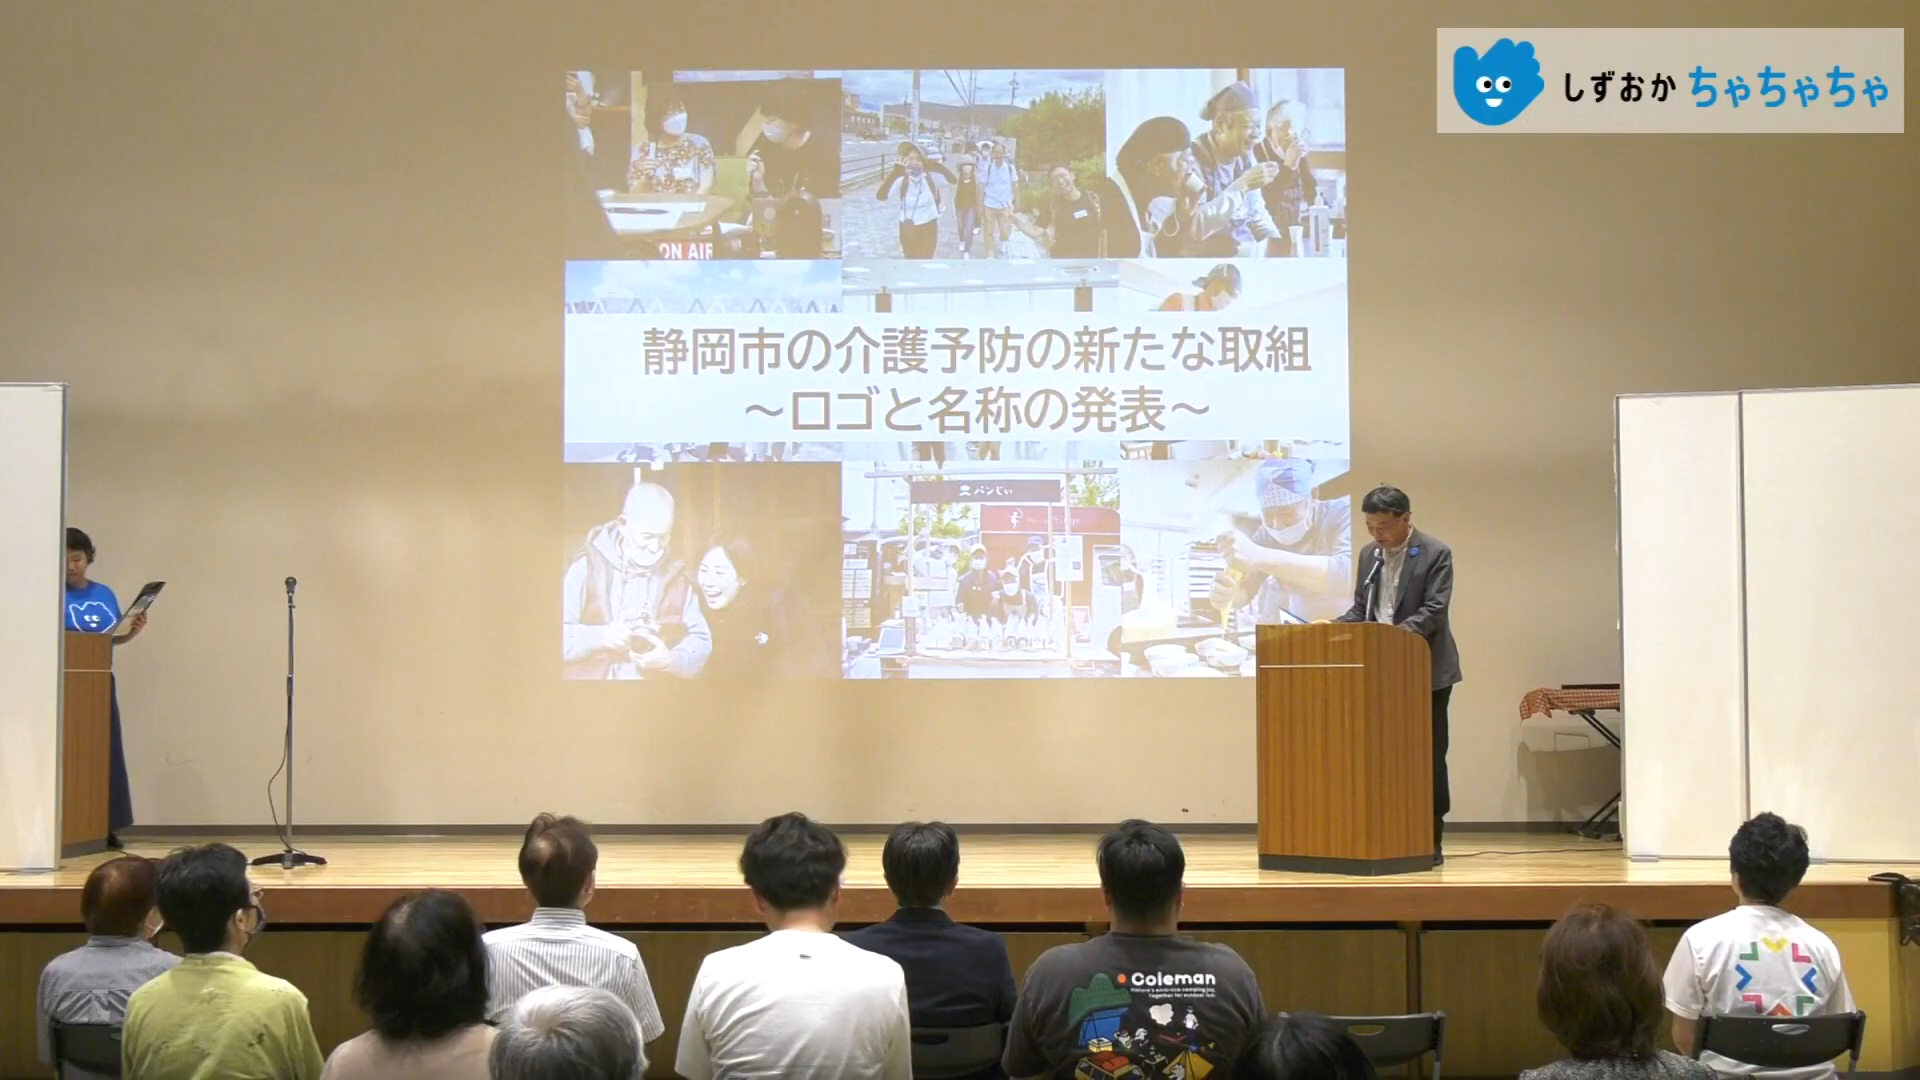 しずおか ちゃちゃちゃ
ON AIR
静岡市の介護予防の新たな取組
～ロゴと名称の発表～
パンじぃ
Coleman